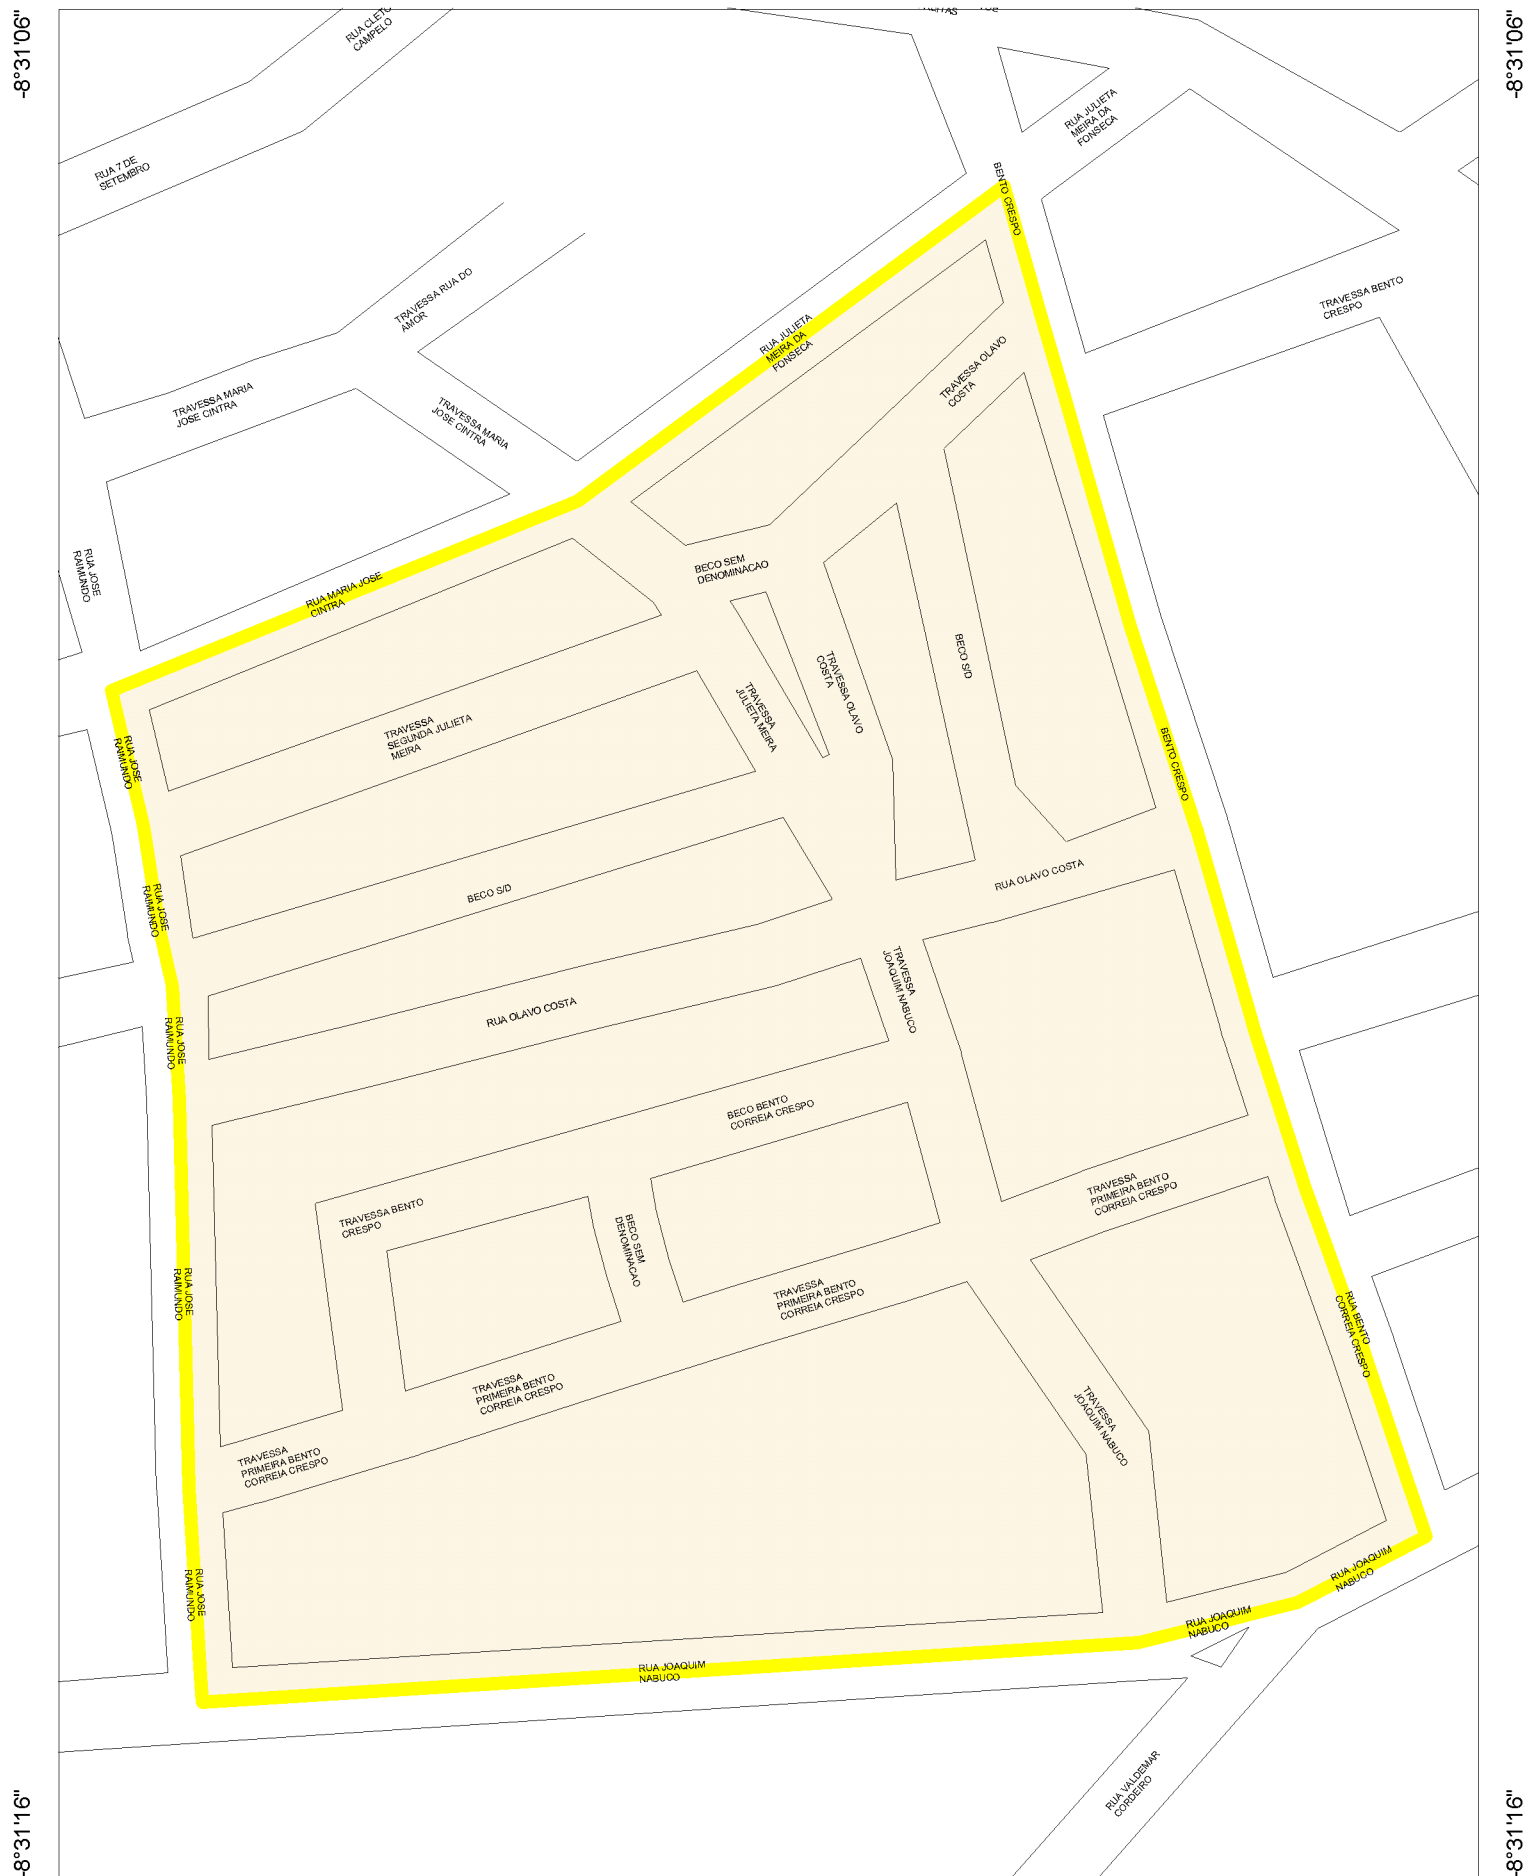 -8°31'06"
-8°31'06"
RUA CLETO
CAMPELO
RUA 7 DE
SETEMBRO
RUA JULIETA
MEIRA DA
FONSECA
BENTO CRESPO
TRAVESSA BENTO
CRESPO
TRAVESSA RUA DO
AMOR
RUA JULIETA
MEIRA DA
FONSECA
TRAVESSA OLAVO
COSTA
TRAVESSA MARIA
JOSE CINTRA
TRAVESSA MARIA
JOSE CINTRA
RUA JOSE
RAIMUNDO
BECO SEM
DENOMINACAO
RUA MARIA JOSE
CINTRA
TRAVESSA OLAVO
COSTA
BECO S/D
TRAVESSA
JULIETA MEIRA
TRAVESSA
SEGUNDA JULIETA
MEIRA
RUA JOSE
RAIMUNDO
BENTO CRESPO
BECO S/D
RUA OLAVO COSTA
RUA JOSE
RAIMUNDO
TRAVESSA
JOAQUIM NABUCO
RUA OLAVO COSTA
RUA JOSE
RAIMUNDO
BECO BENTO
CORREIA CRESPO
TRAVESSA
PRIMEIRA BENTO
CORREIA CRESPO
TRAVESSA BENTO
CRESPO
BECO SEM
DENOMINACAO
RUA JOSE
RAIMUNDO
TRAVESSA
PRIMEIRA BENTO
CORREIA CRESPO
RUA BENTO
CORREIA CRESPO
TRAVESSA
PRIMEIRA BENTO
CORREIA CRESPO
TRAVESSA
JOAQUIM NABUCO
TRAVESSA
PRIMEIRA BENTO
CORREIA CRESPO
RUA JOSE
RAIMUNDO
RUA JOAQUIM
NABUCO
RUA JOAQUIM
NABUCO
RUA JOAQUIM
NABUCO
RUA VALDEMAR
CORDEIRO
-8°31'16"
-8°31'16"